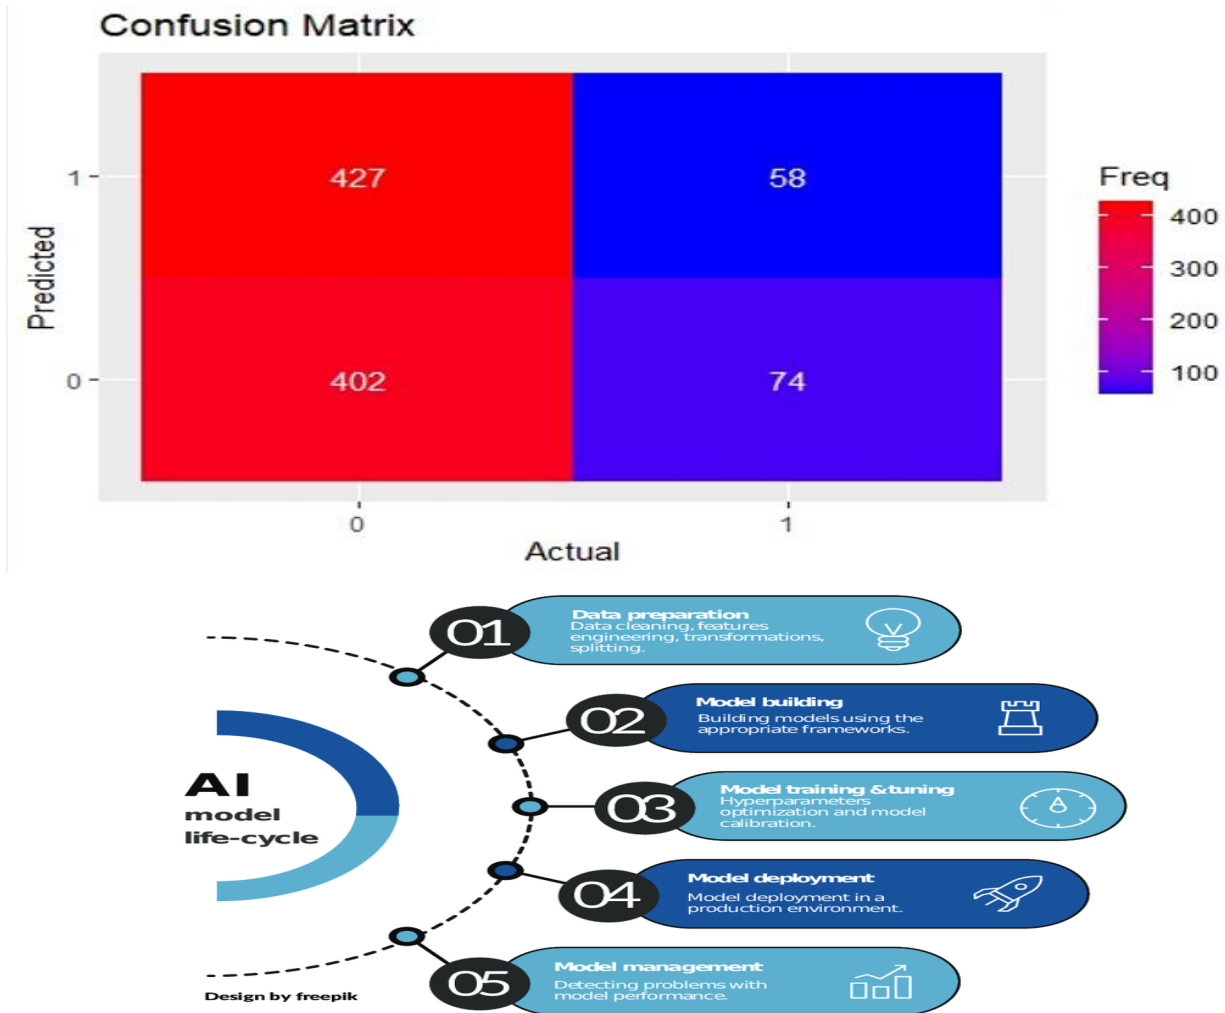 Confusion Matrix
Predicted
1
0
427
58
402
74
0
1
Actual
Freq
400
300
200
100
01
Data preparation
Data cleaning, features
engineering, transformations,
splitting.
02
Model building
Building models using the
appropriate frameworks.
03
Model training & tuning
Hyperparameters
optimization and model
calibration.
04
Model deployment
Model deployment in a
production environment.
05
Model management
Detecting problems with
model performance.
AI
model
life-cycle
Design by freepik